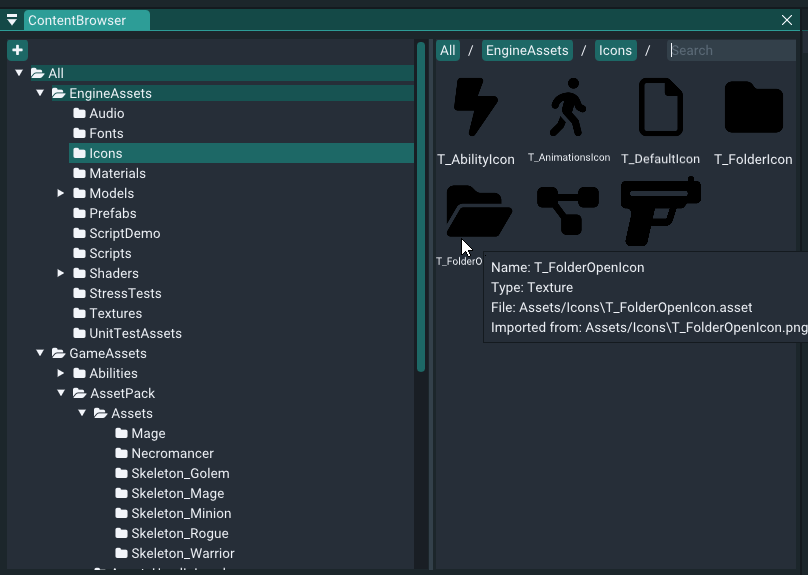 ContentBrowser
All
EngineAssets
Audio
Fonts
Icons
Materials
Models
Prefabs
ScriptDemo
Scripts
Shaders
StressTests
Textures
UnitTestAssets
GameAssets
Abilities
AssetPack
Assets
Mage
Necromancer
Skeleton_Golem
Skeleton_Mage
Skeleton_Minion
Skeleton_Rogue
Skeleton_Warrior
All / EngineAssets / Icons / Search
T_AbilityIcon T_AnimationsIcon T_DefaultIcon T_FolderIcon
T_FolderO
Name: T_FolderOpenIcon
Type: Texture
File: Assets/Icons\T_FolderOpenIcon.asset
Imported from: Assets/Icons\T_FolderOpenIcon.png